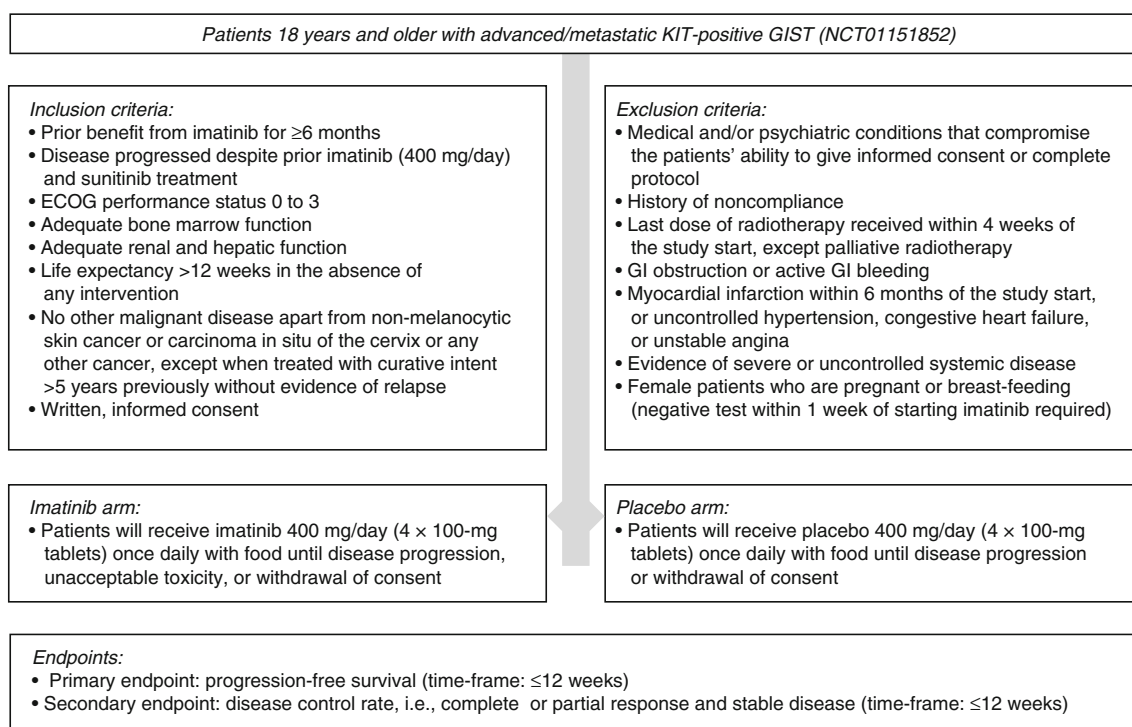 Patients 18 years and older with advanced/metastatic KIT-positive GIST (NCT01151852)
Inclusion criteria:
• Prior benefit from imatinib for ≥6 months
• Disease progressed despite prior imatinib (400 mg/day)
and sunitinib treatment
• ECOG performance status 0 to 3
• Adequate bone marrow function
• Adequate renal and hepatic function
• Life expectancy >12 weeks in the absence of
any intervention
• No other malignant disease apart from non-melanocytic
skin cancer or carcinoma in situ of the cervix or any
other cancer, except when treated with curative intent
>5 years previously without evidence of relapse
• Written, informed consent
Exclusion criteria:
• Medical and/or psychiatric conditions that compromise
the patients’ ability to give informed consent or complete
protocol
• History of noncompliance
• Last dose of radiotherapy received within 4 weeks of
the study start, except palliative radiotherapy
• GI obstruction or active GI bleeding
• Myocardial infarction within 6 months of the study start,
or uncontrolled hypertension, congestive heart failure,
or unstable angina
• Evidence of severe or uncontrolled systemic disease
• Female patients who are pregnant or breast-feeding
(negative test within 1 week of starting imatinib required)
Imatinib arm:
• Patients will receive imatinib 400 mg/day (4 × 100-mg
tablets) once daily with food until disease progression,
unacceptable toxicity, or withdrawal of consent
Placebo arm:
• Patients will receive placebo 400 mg/day (4 × 100-mg
tablets) once daily with food until disease progression
or withdrawal of consent
Endpoints:
• Primary endpoint: progression-free survival (time-frame: ≤12 weeks)
• Secondary endpoint: disease control rate, i.e., complete or partial response and stable disease (time-frame: ≤12 weeks)